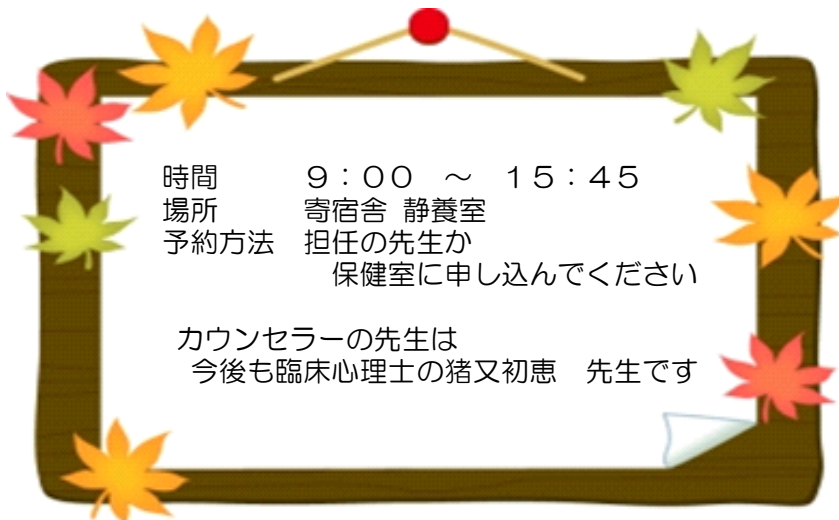 時間　　　９：００　～　１５：４５
場所　　　寄宿舎 静養室
予約方法　担任の先生か
保健室に申し込んでください
カウンセラーの先生は
今後も臨床心理士の猪又初恵　先生です